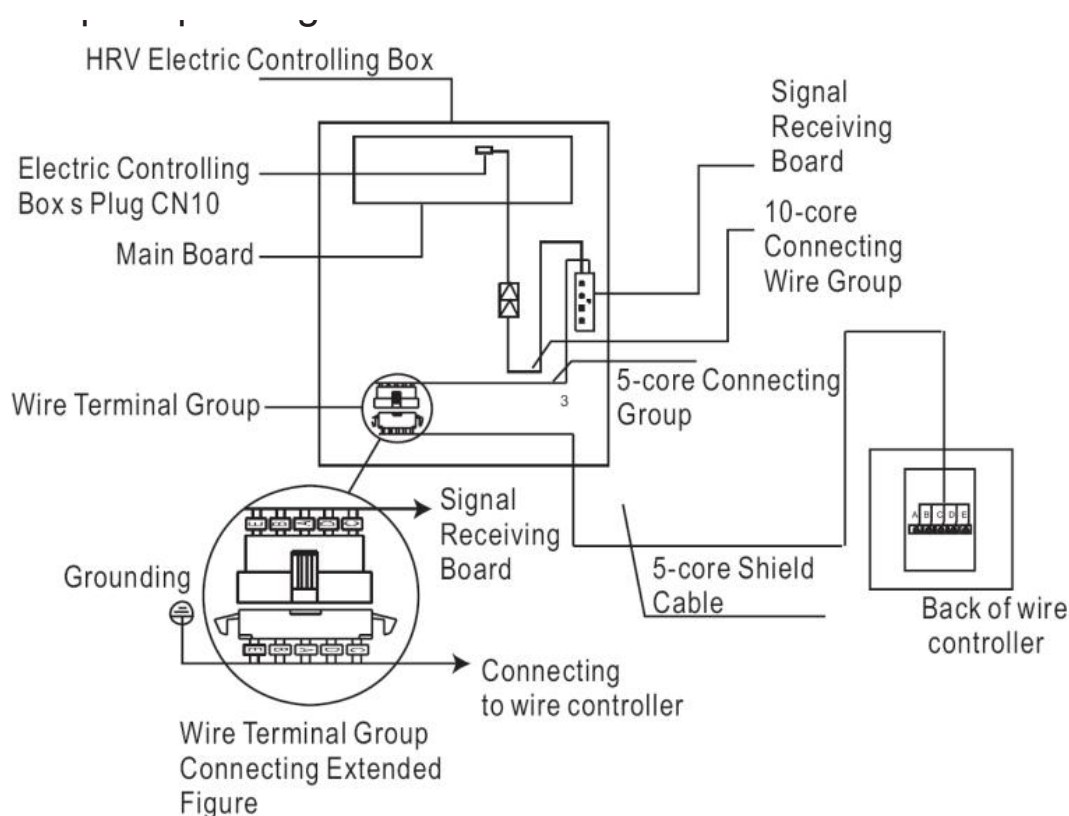 HRV Electric Controlling Box
Signal
Receiving
Board
Electric Controlling
Box s Plug CN10
10-core
Connecting
Wire Group
Main Board
5-core Connecting
Group
3
Wire Terminal Group
A B C D E
Signal
Receiving
Board
E B A D C
Grounding
5-core Shield
Cable
Back of wire
controller
E B A D C
Connecting
to wire controller
Wire Terminal Group
Connecting Extended
Figure